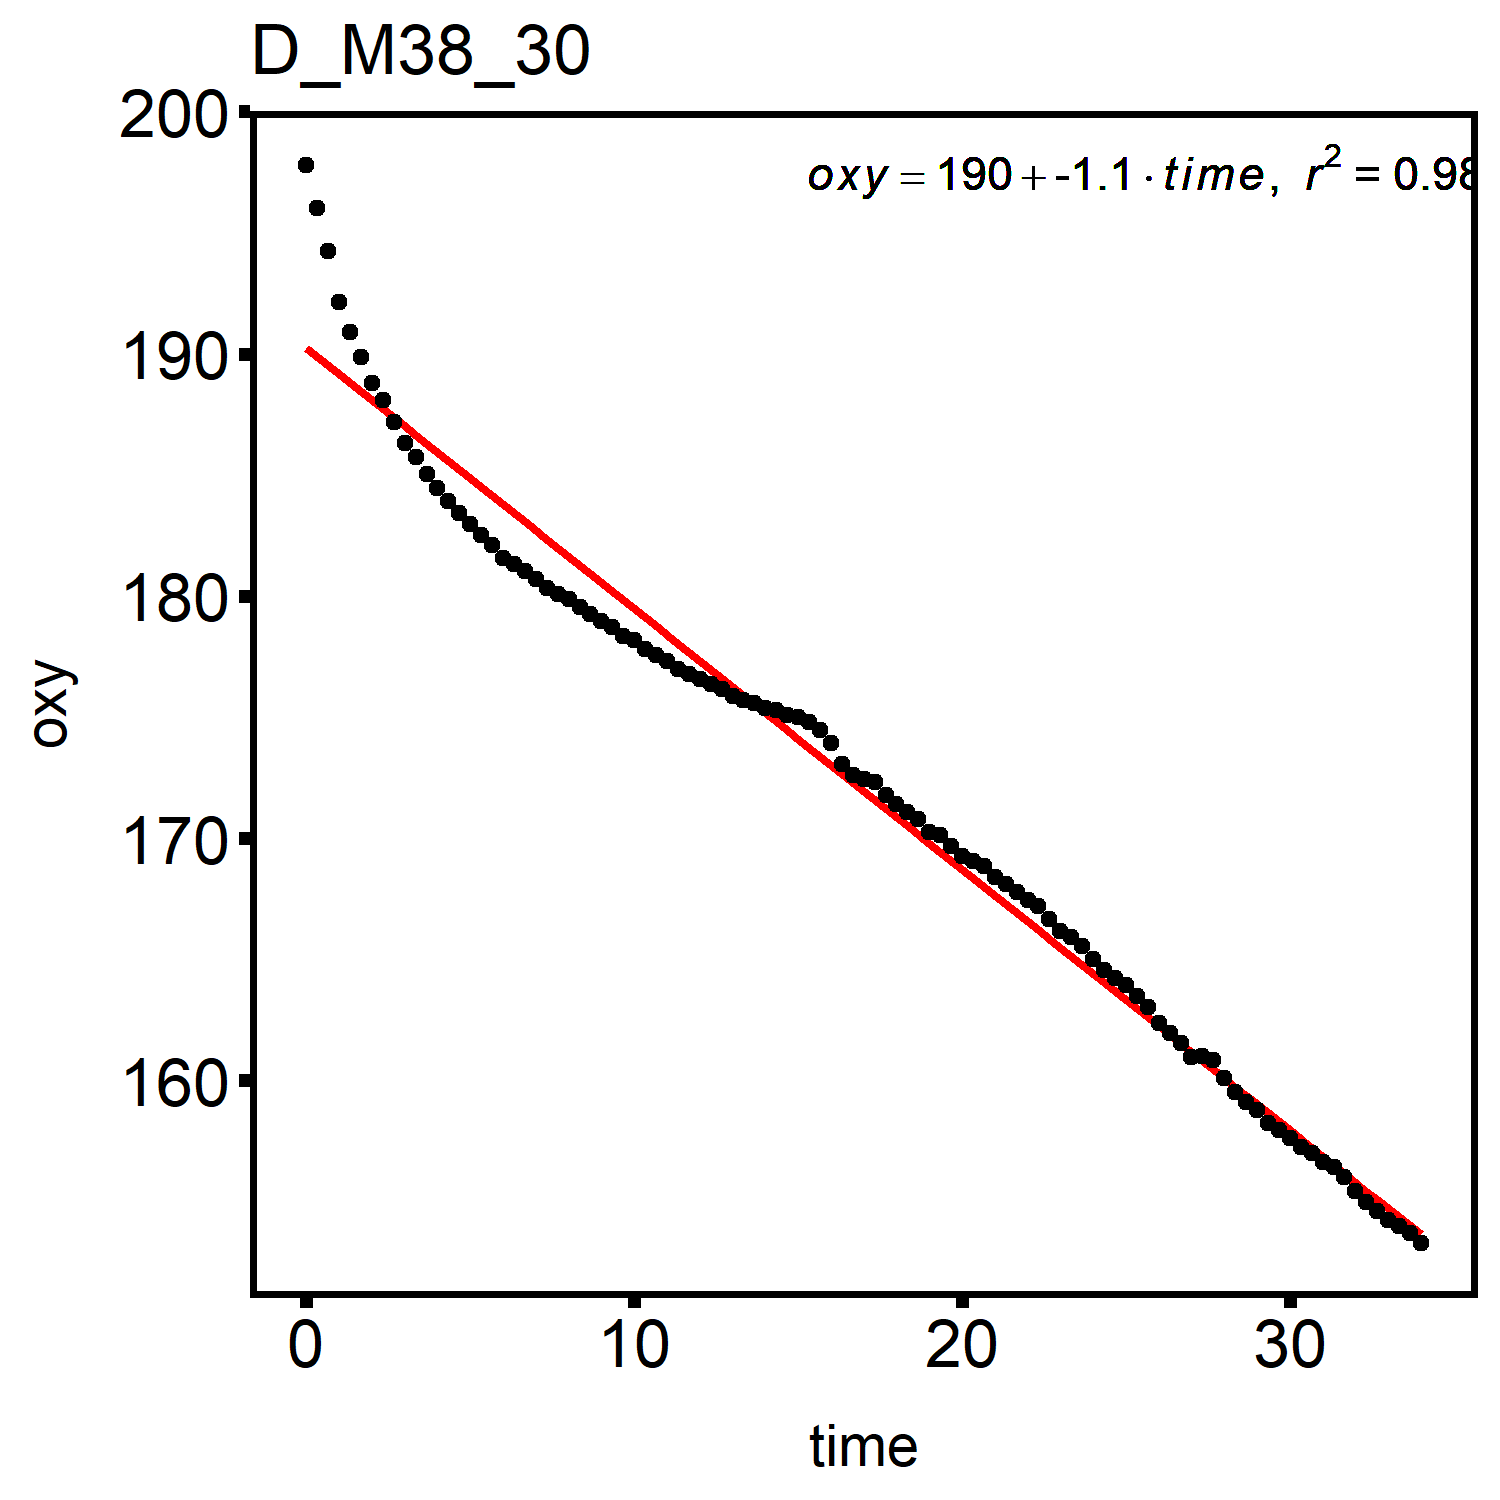 D_M38_30
200
oxy = 190 + -1.1 · time, r² = 0.98
190
180
170
160
oxy
0 10 20 30
time